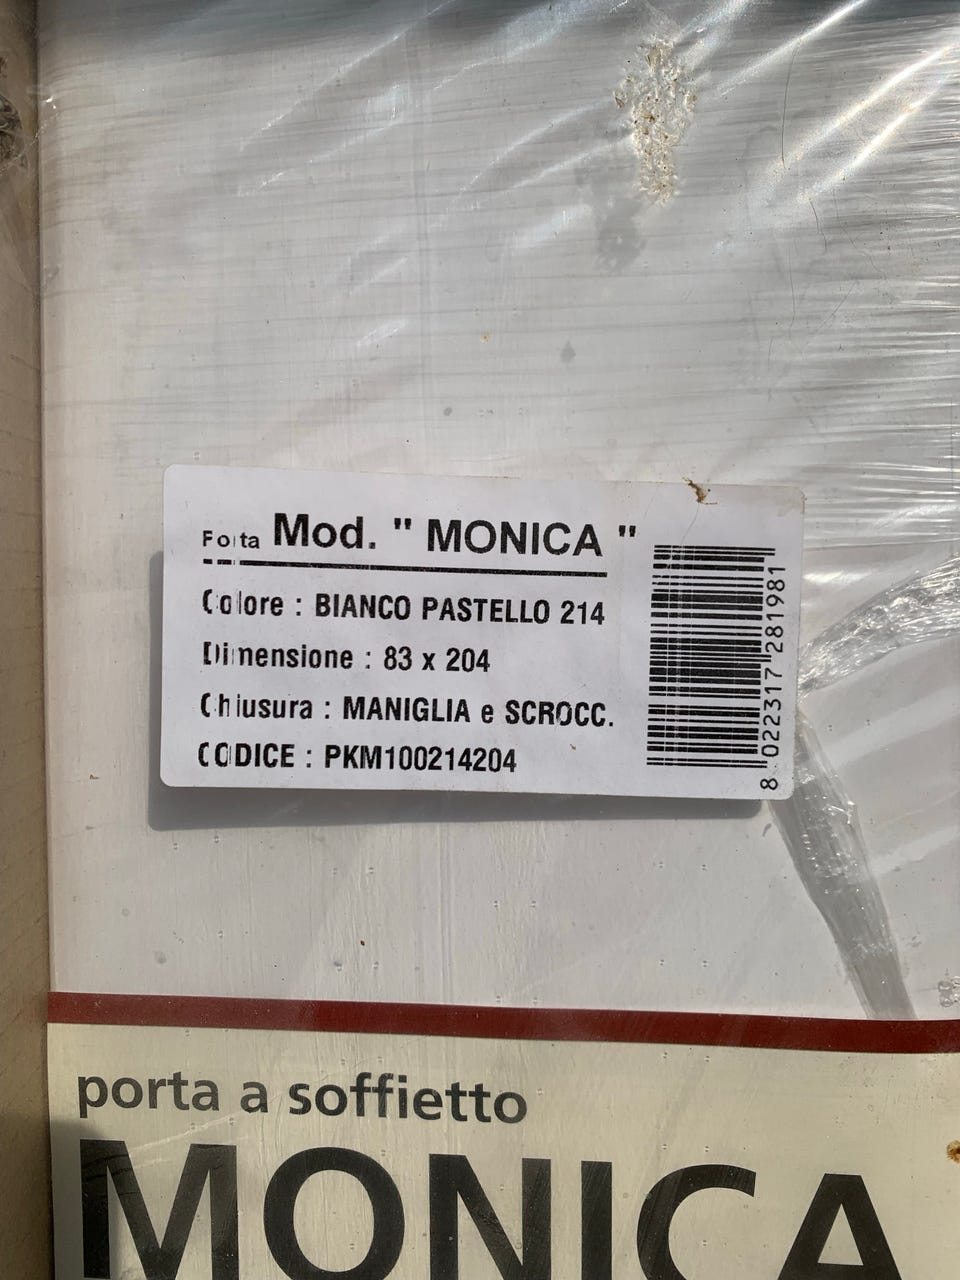 Porta Mod. " MONICA "
Colore : BIANCO PASTELLO 214
Dimensione : 83 x 204
Chiusura : MANIGLIA e SCROCC.
CODICE : PKM100214204
8 022317 281981
porta a soffietto
MONICA